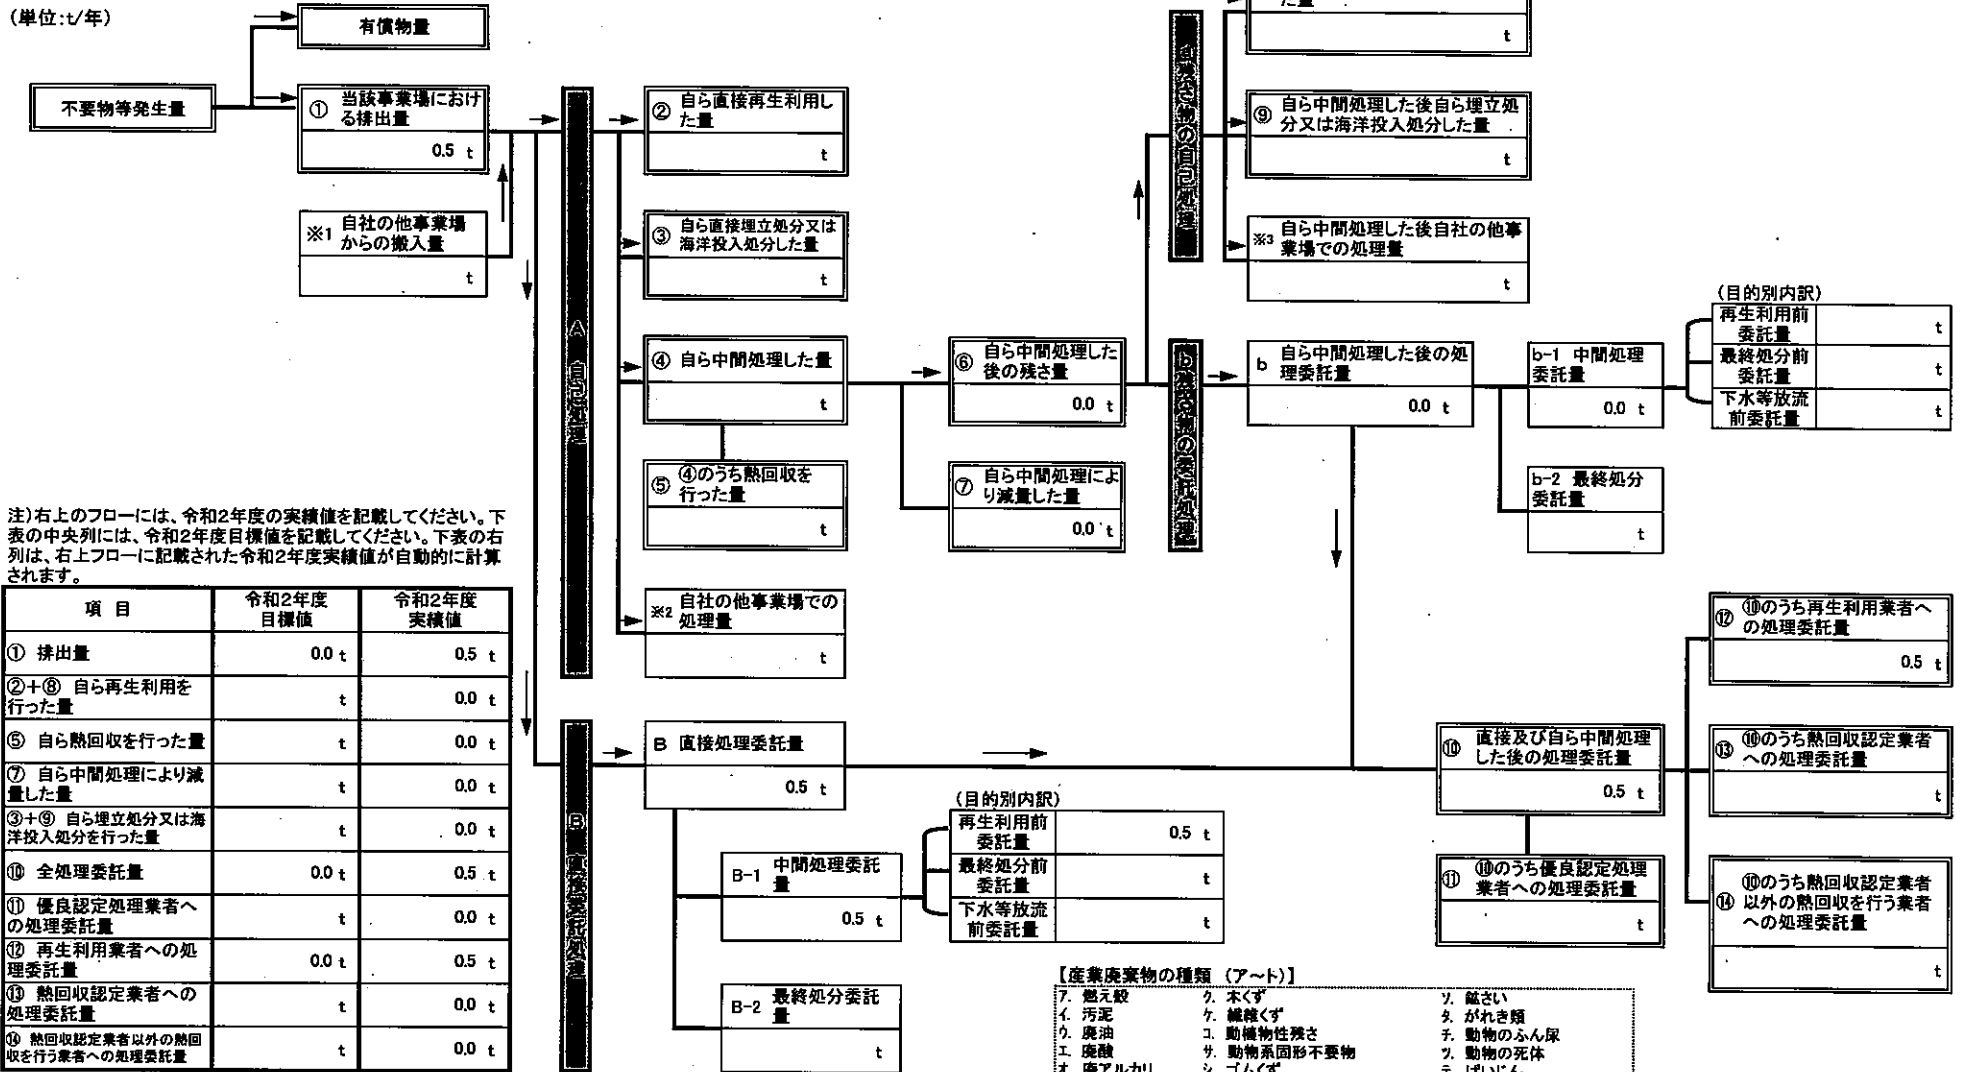 (単位:t/年)
有償物量
不要物等発生量
① 当該事業場におけ
る排出量
0.5 t
※1 自社の他事業場
からの搬入量
t
A
自己処理
② 自ら直接再生利用し
た量
t
③ 自ら直接埋立処分又は
海洋投入処分した量
t
④ 自ら中間処理した量
t
⑤ ④のうち熱回収を
行った量
t
※2 自社の他事業場での
処理量
t
⑥ 自ら中間処理した
後の残さ量
0.0 t
⑦ 自ら中間処理によ
り減量した量
0.0 t
残さ物の自己処理
た量
t
⑨ 自ら中間処理した後自ら埋立処
分又は海洋投入処分した量
t
※3 自ら中間処理した後自社の他事
業場での処理量
t
b残さ物の委託処理
b 自ら中間処理した後の処
理委託量
0.0 t
b-1 中間処理
委託量
0.0 t
b-2 最終処分
委託量
t
(目的別内訳)
再生利用前
委託量
t
最終処分前
委託量
t
下水等放流
前委託量
t
注)右上のフローには、令和2年度の実績値を記載してください。下
表の中央列には、令和2年度目標値を記載してください。下表の右
列は、右上フローに記載された令和2年度実績値が自動的に計算
されます。
項 目 令和2年度
目標値 令和2年度
実績値
① 排出量 0.0 t 0.5 t
②+⑧ 自ら再生利用を
行った量 t 0.0 t
⑤ 自ら熱回収を行った量 t 0.0 t
⑦ 自ら中間処理により減
量した量 t 0.0 t
③+⑨ 自ら埋立処分又は海
洋投入処分を行った量 t 0.0 t
⑩ 全処理委託量 0.0 t 0.5 t
⑪ 優良認定処理業者へ
の処理委託量 t 0.0 t
⑫ 再生利用業者への処
理委託量 0.0 t 0.5 t
⑬ 熱回収認定業者への
処理委託量 t 0.0 t
⑭ 熱回収認定業者以外の熱回
収を行う業者への処理委託量 t 0.0 t
B
直接委託処理
B 直接処理委託量
0.5 t
B-1 中間処理委託
量
0.5 t
B-2 最終処分委託
量
t
(目的別内訳)
再生利用前
委託量
0.5 t
最終処分前
委託量
t
下水等放流
前委託量
t
⑩ 直接及び自ら中間処理
した後の処理委託量
0.5 t
⑪ ⑩のうち優良認定処理
業者への処理委託量
t
⑫ ⑩のうち再生利用業者へ
の処理委託量
0.5 t
⑬ ⑩のうち熱回収認定業者
への処理委託量
t
⑭ ⑩のうち熱回収認定業者
以外の熱回収を行う業者
への処理委託量
t
【産業廃棄物の種類 (ア~ト)】
ア. 燃え殻 ク. 木くず ソ. 鉱さい
イ. 汚泥 ケ. 繊維くず タ. がれき類
ウ. 廃油 コ. 動植物性残さ チ. 動物のふん尿
エ. 廃酸 サ. 動物系固形不要物 ツ. 動物の死体
オ. 廃アルカリ シ. ゴムくず テ. ばいじん